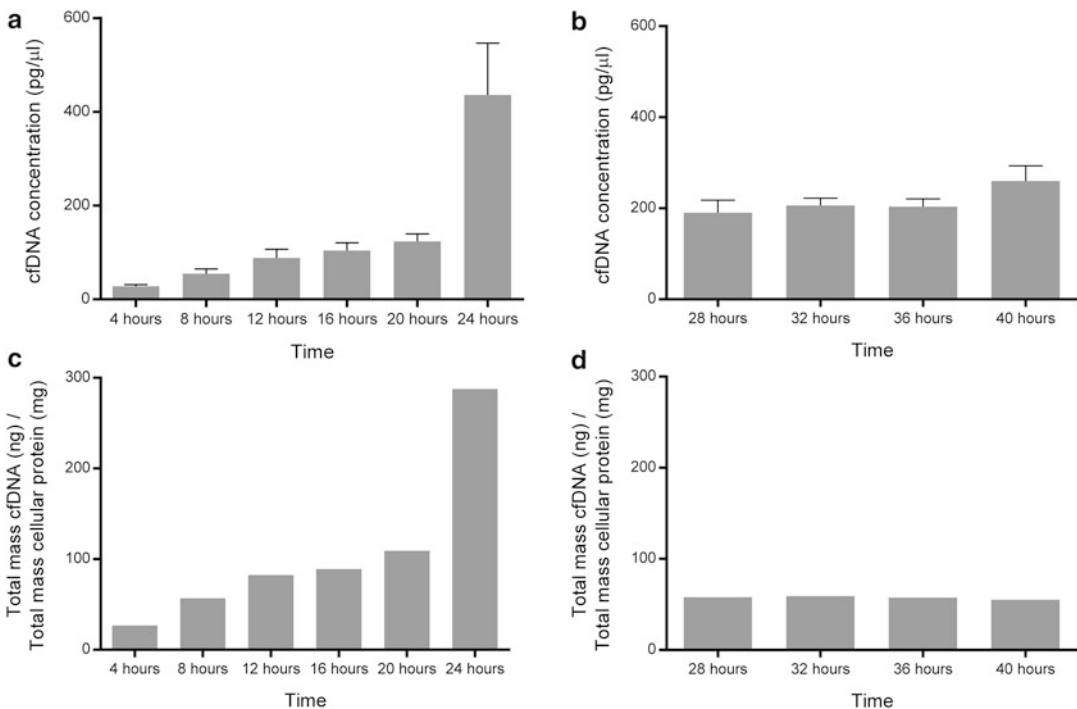 a
cfDNA concentration (pg/µl)
600
400
200
0
4 hours 8 hours 12 hours 16 hours 20 hours 24 hours
Time
b
cfDNA concentration (pg/µl)
600
400
200
0
28 hours 32 hours 36 hours 40 hours
Time
c
Total mass cfDNA (ng) /
Total mass cellular protein (mg)
300
200
100
0
4 hours 8 hours 12 hours 16 hours 20 hours 24 hours
Time
d
Total mass cfDNA (ng) /
Total mass cellular protein (mg)
300
200
100
0
28 hours 32 hours 36 hours 40 hours
Time